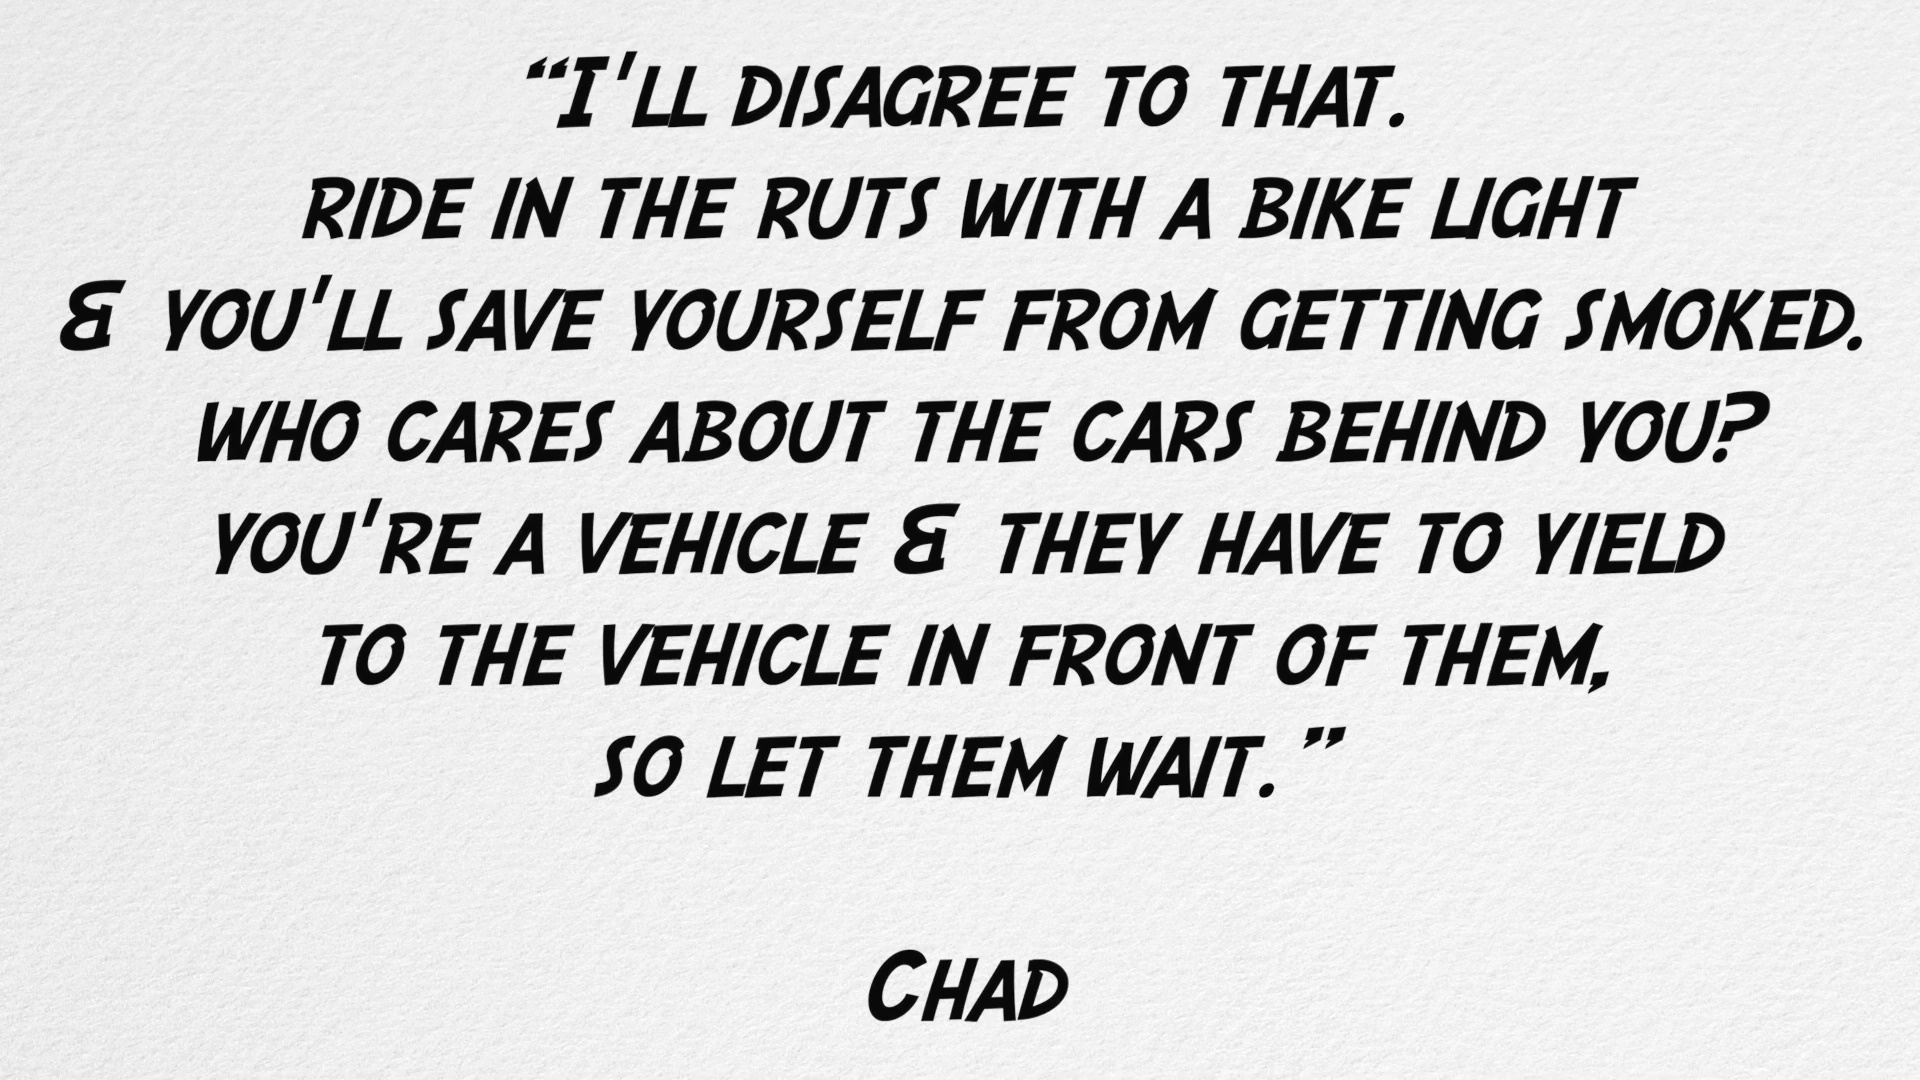 “I'LL DISAGREE TO THAT.
RIDE IN THE RUTS WITH A BIKE LIGHT
& YOU'LL SAVE YOURSELF FROM GETTING SMOKED.
WHO CARES ABOUT THE CARS BEHIND YOU?
YOU'RE A VEHICLE & THEY HAVE TO YIELD
TO THE VEHICLE IN FRONT OF THEM,
SO LET THEM WAIT.”
CHAD